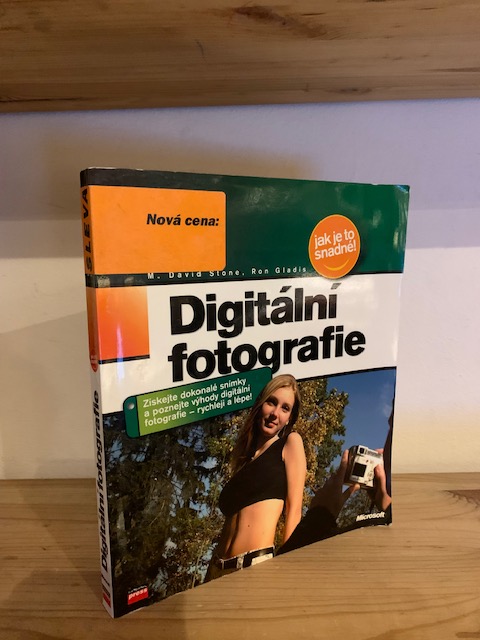 Nová cena:
jak je to
snadné!
M. David Stone, Ron Gladis
Digitální
fotografie
Získejte dokonalé snímky
a poznejte výhody digitální
fotografie – rychleji a lépe!
Microsoft
SLEVA
Digitální fotografie
press